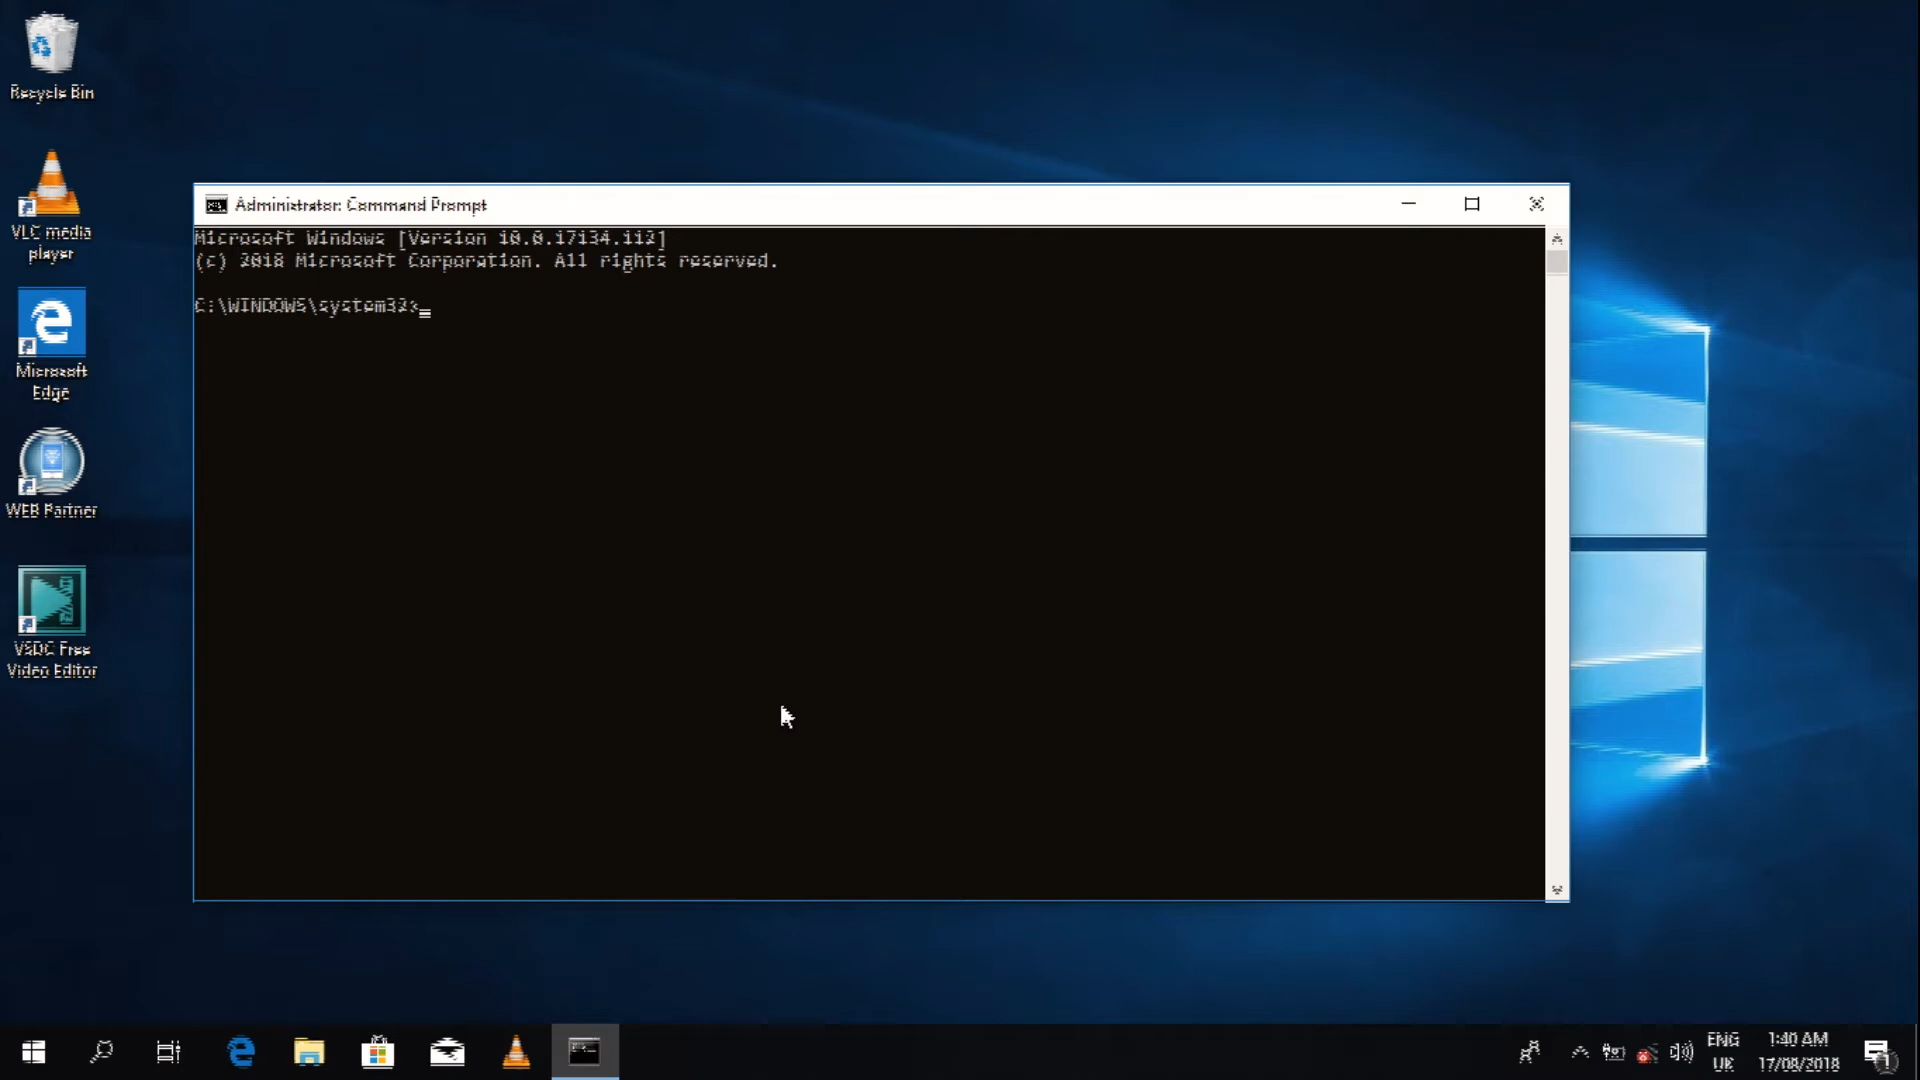 Recycle Bin
VLC media
player
Microsoft
Edge
WEB Partner
VSDC Free
Video Editor
Administrator: Command Prompt
Microsoft Windows [Version 10.0.17134.112]
(c) 2018 Microsoft Corporation. All rights reserved.
C:\WINDOWS\system32>_
ENG
UK
1:40 AM
17/08/2018
1